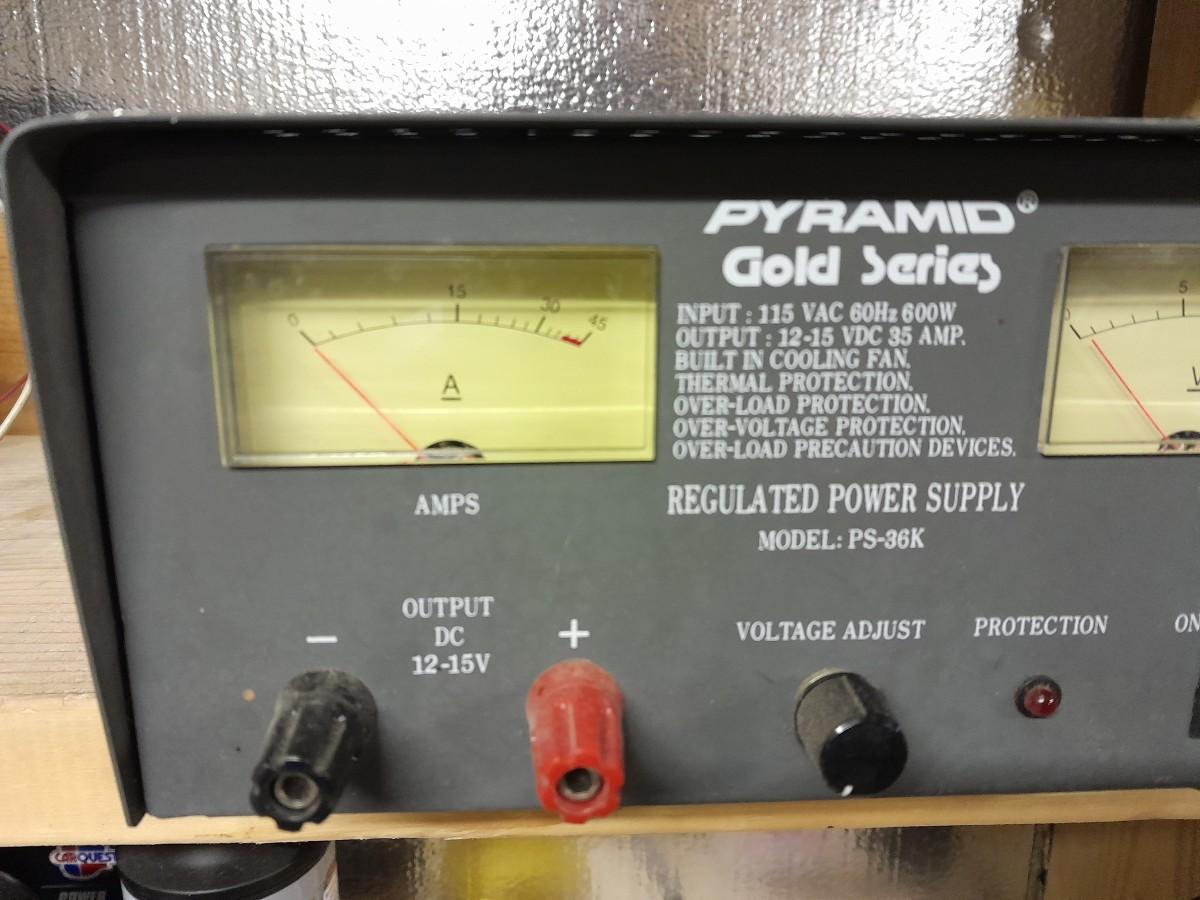 PYRAMID®
Gold Series
0 15 30 45
A
INPUT : 115 VAC 60Hz 600W
OUTPUT : 12-15 VDC 35 AMP.
BUILT IN COOLING FAN.
THERMAL PROTECTION.
OVER-LOAD PROTECTION.
OVER-VOLTAGE PROTECTION.
OVER-LOAD PRECAUTION DEVICES.
0 5
V
AMPS
REGULATED POWER SUPPLY
MODEL: PS-36K
OUTPUT
DC
12-15V
− +
VOLTAGE ADJUST
PROTECTION
ON
CARQUEST
POWER